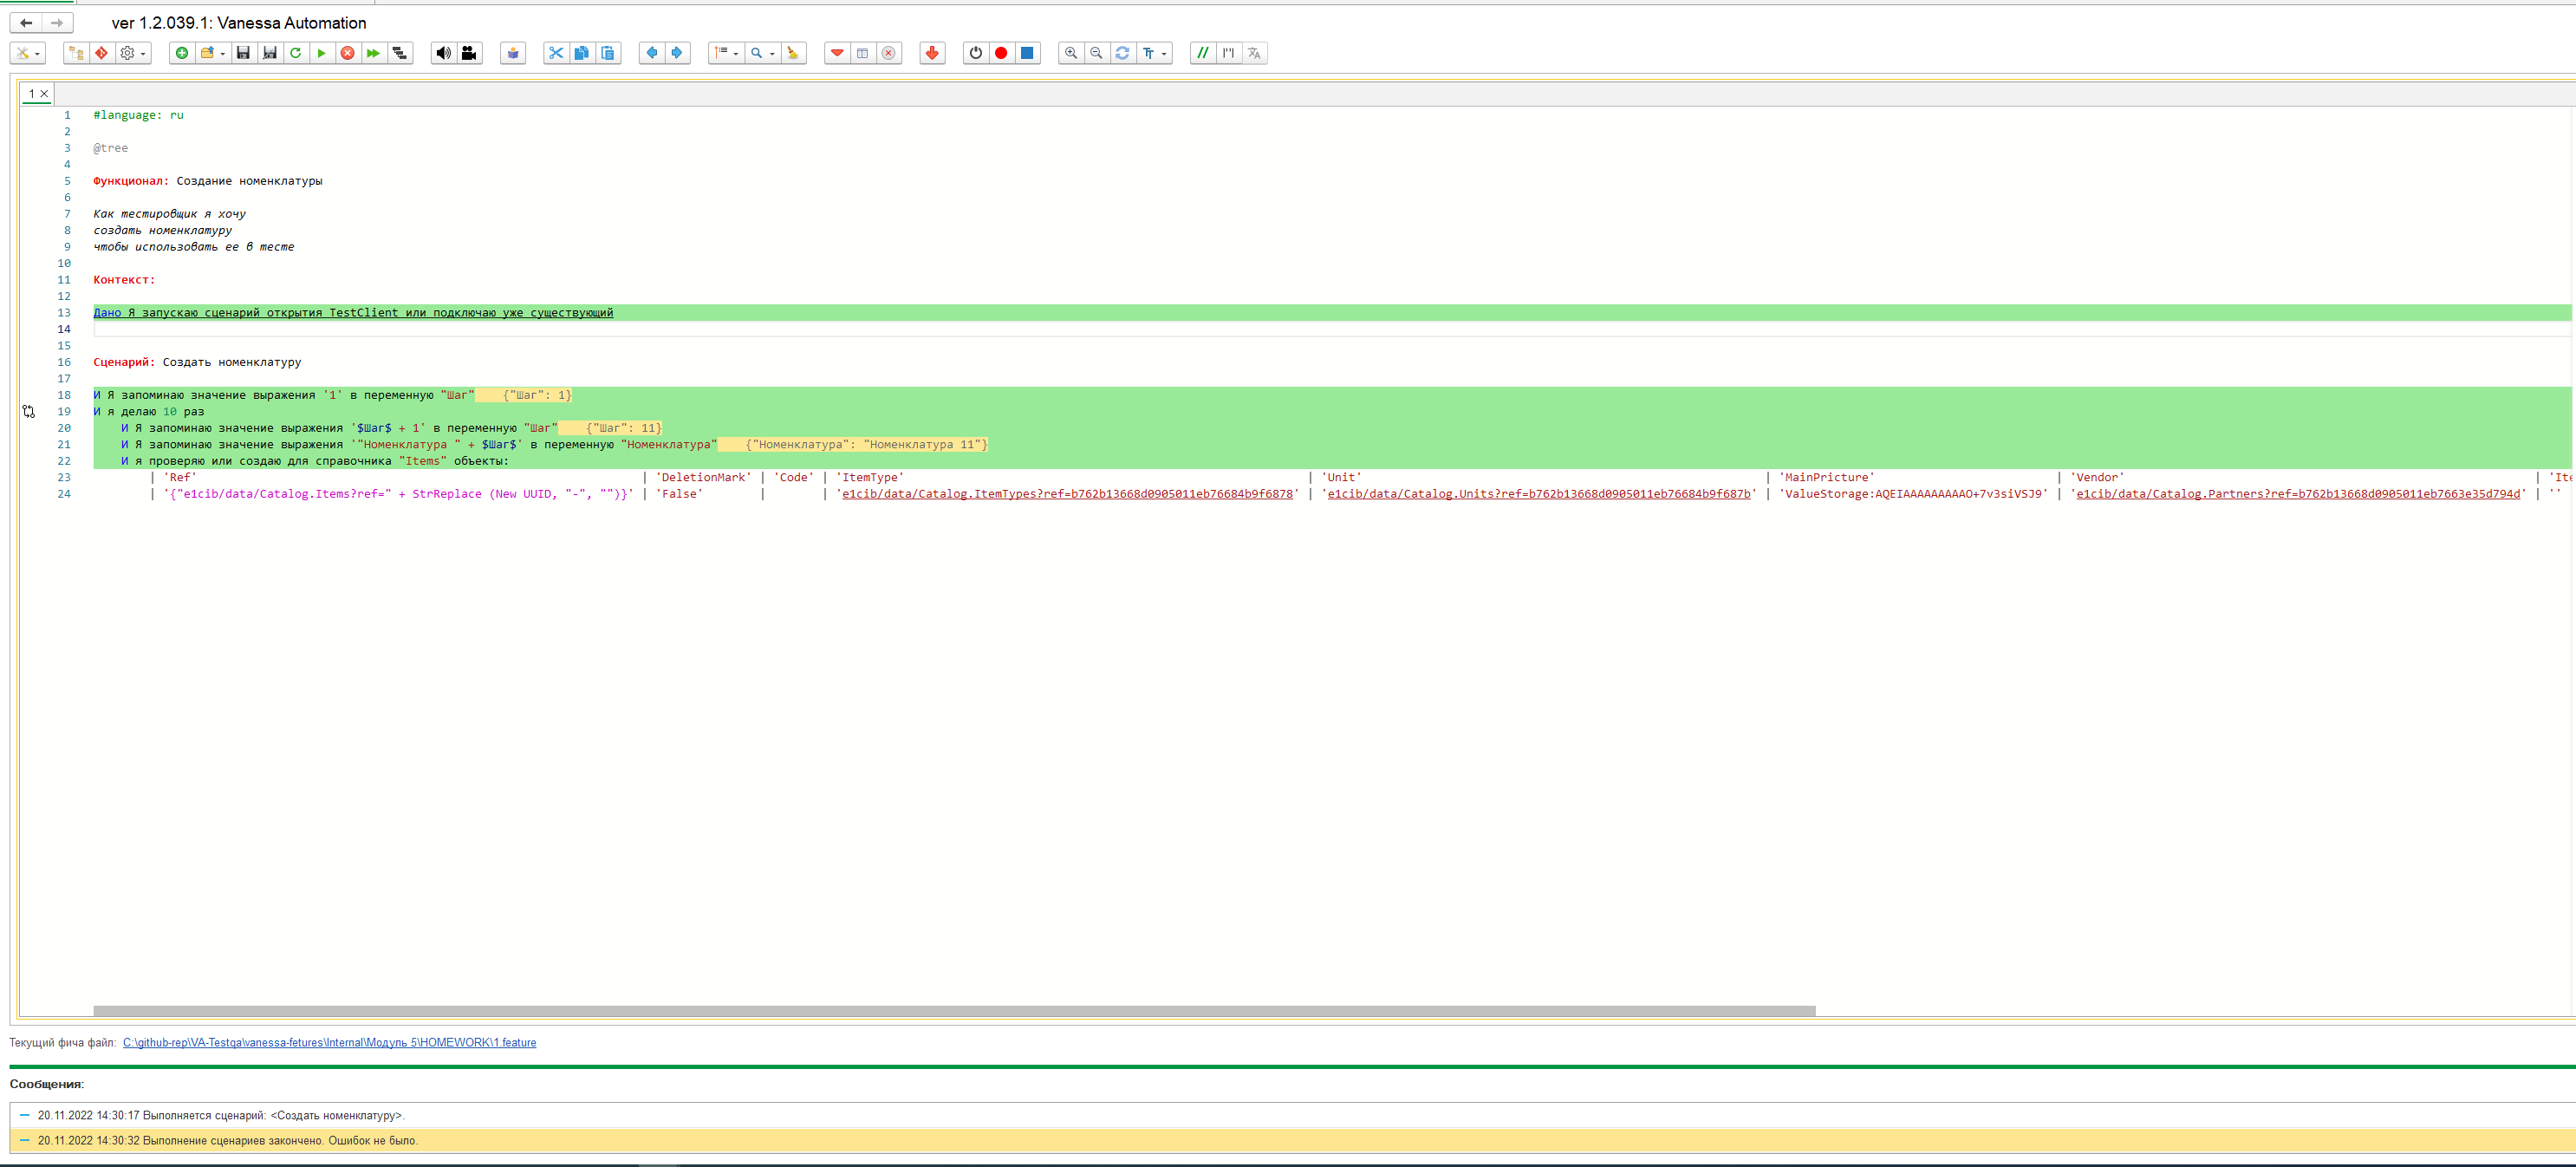 ver 1.2.039.1: Vanessa Automation
1
1 #language: ru
2
3 @tree
4
5 Функционал: Создание номенклатуры
6
7 Как тестировщик я хочу
8 создать номенклатуру
9 чтобы использовать ее в тесте
10
11 Контекст:
12
13 Дано Я запускаю сценарий открытия TestClient или подключаю уже существующий
14
15
16 Сценарий: Создать номенклатуру
17
18 И Я запоминаю значение выражения '1' в переменную "Шаг" {"Шаг": 1}
19 И я делаю 10 раз
20 И Я запоминаю значение выражения '$Шаг$ + 1' в переменную "Шаг" {"Шаг": 11}
21 И Я запоминаю значение выражения '"Номенклатура " + $Шаг$' в переменную "Номенклатура" {"Номенклатура": "Номенклатура 11"}
22 И я проверяю или создаю для справочника "Items" объекты:
23 | 'Ref' | 'DeletionMark' | 'Code' | 'ItemType' | 'Unit' | 'MainPricture' | 'Vendor' | 'Ite
24 | '{"e1cib/data/Catalog.Items?ref=" + StrReplace (New UUID, "-", "")}' | 'False' | | 'e1cib/data/Catalog.ItemTypes?ref=b762b13668d0905011eb76684b9f6878' | 'e1cib/data/Catalog.Units?ref=b762b13668d0905011eb76684b9f687b' | 'ValueStorage:AQEIAAAAAAAAAO+7v3siVSJ9' | 'e1cib/data/Catalog.Partners?ref=b762b13668d0905011eb7663e35d794d' | ''
Текущий фича файл: C:\github-rep\VA-Testqa\vanessa-fetures\Internal\Модуль 5\HOMEWORK\1.feature
Сообщения:
20.11.2022 14:30:17 Выполняется сценарий: <Создать номенклатуру>.
20.11.2022 14:30:32 Выполнение сценариев закончено. Ошибок не было.